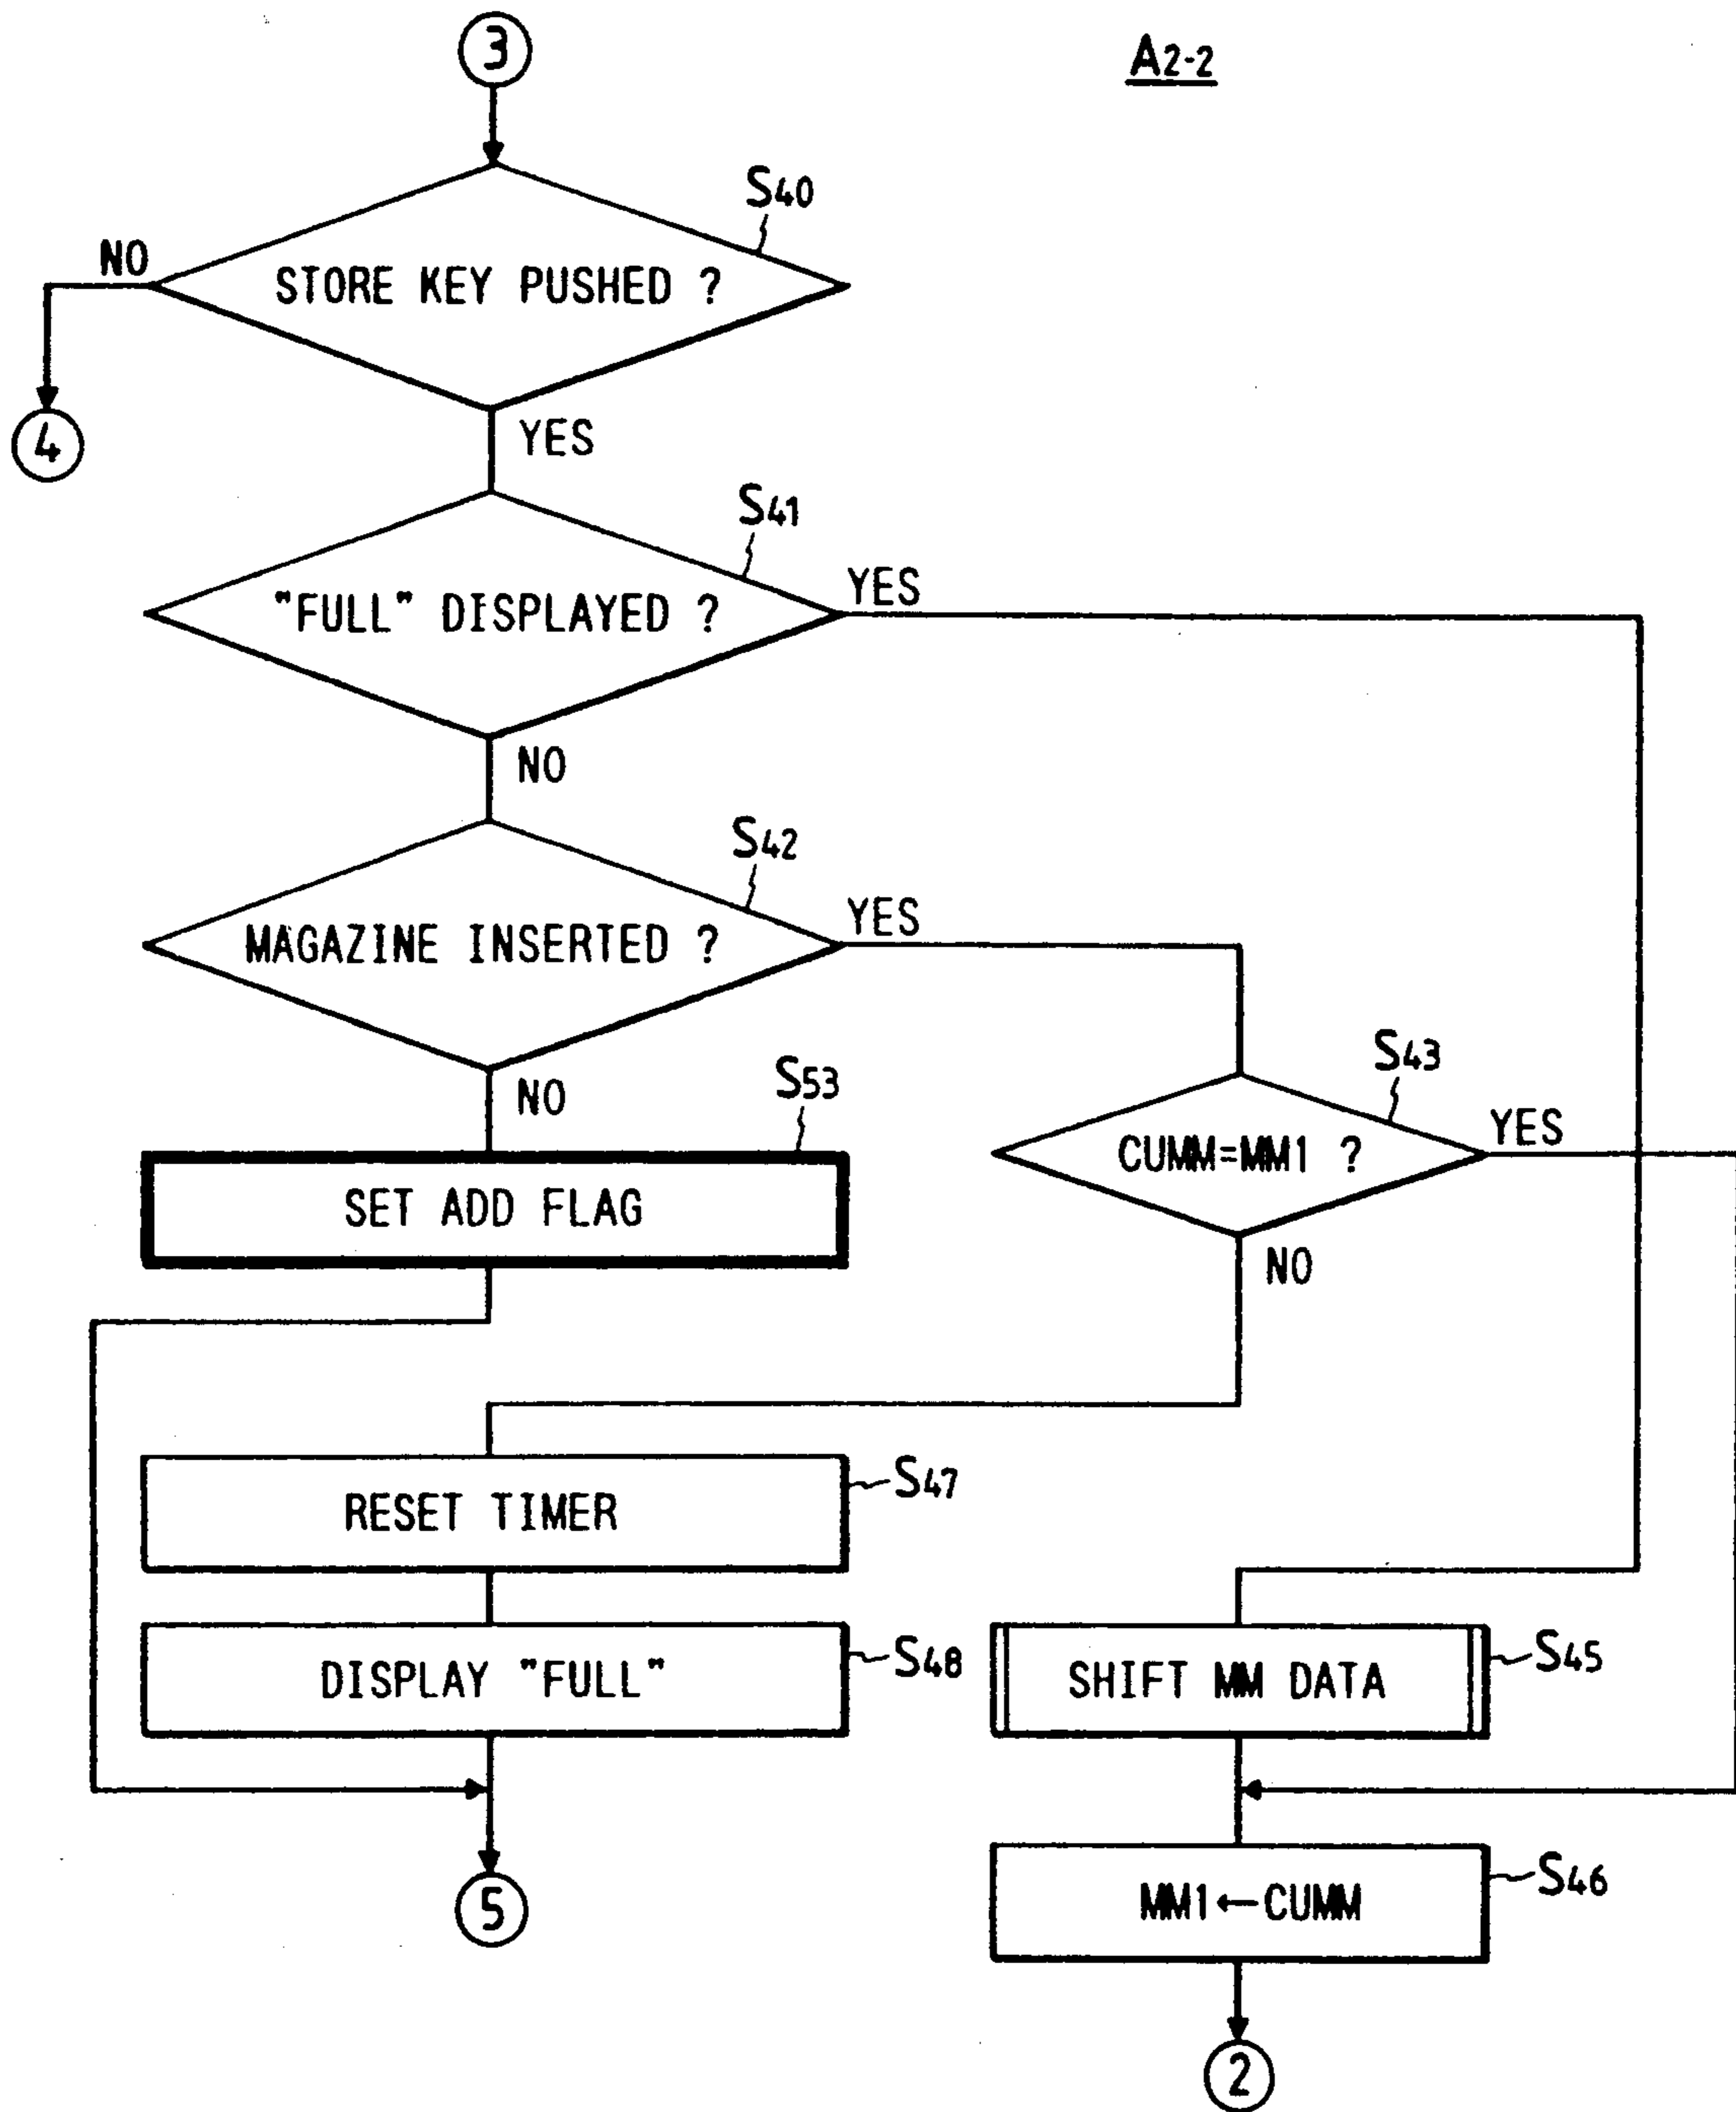 3
A2-2
S40
NO
STORE KEY PUSHED ?
4
YES
S41
YES
"FULL" DISPLAYED ?
NO
S42
YES
MAGAZINE INSERTED ?
S43
S53
NO
YES
CUMM=MM1 ?
SET ADD FLAG
NO
S47
RESET TIMER
S45
S48
DISPLAY "FULL"
SHIFT MM DATA
S46
5
MM1←CUMM
2